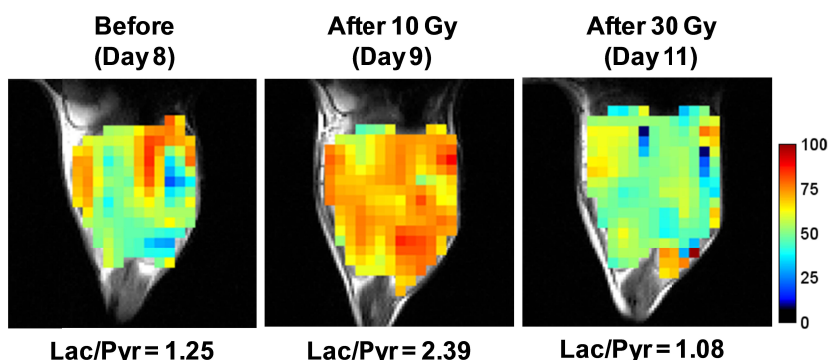 Before
(Day 8)
After 10 Gy
(Day 9)
After 30 Gy
(Day 11)
100
75
50
25
0
Lac/Pyr = 1.25
Lac/Pyr = 2.39
Lac/Pyr = 1.08